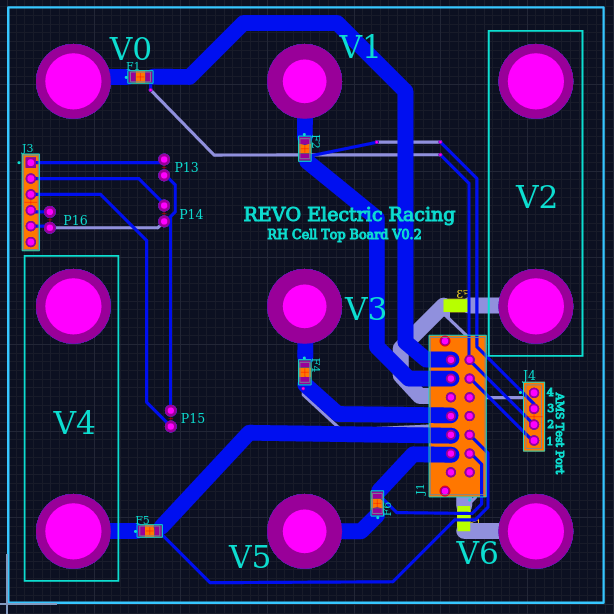 V0
V1
F1
J3
F2
P13
V2
P14
P16
REVO Electric Racing
RH Cell Top Board V0.2
F3
V3
F4
J4
4
3
2
1
AMS Test Port
V4
P15
J1
F6
F5
V5
V6